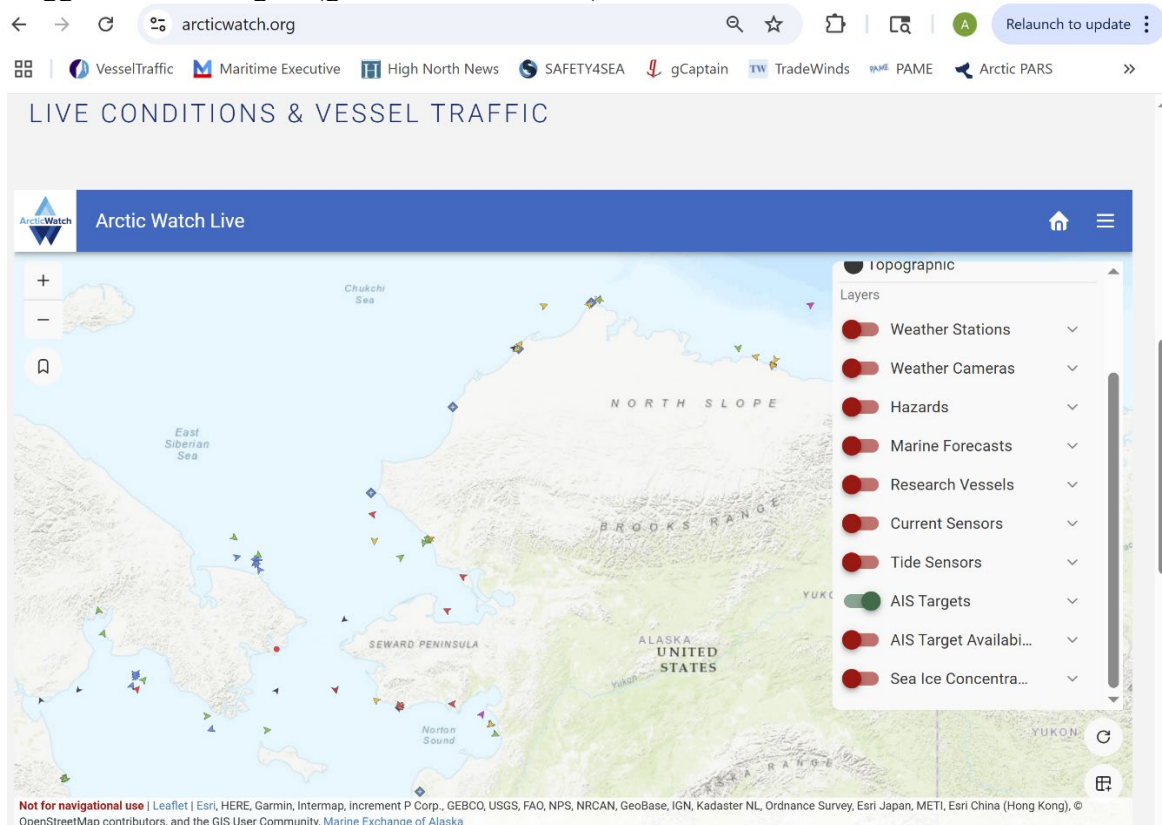 arcticwatch.org
A
Relaunch to update
VesselTraffic
Maritime Executive
High North News
SAFETY4SEA
gCaptain
TW TradeWinds
PAME PAME
Arctic PARS
»
LIVE CONDITIONS & VESSEL TRAFFIC
ArcticWatch
Arctic Watch Live
+
−
Topographic
Layers
Weather Stations
Weather Cameras
Hazards
Marine Forecasts
Research Vessels
Current Sensors
Tide Sensors
AIS Targets
AIS Target Availabi...
Sea Ice Concentra...
Chukchi
Sea
NORTH SLOPE
East
Siberian
Sea
BROOKS RANGE
SEWARD PENINSULA
ALASKA
UNITED
STATES
Yukon
Norton
Sound
YUKON
Not for navigational use | Leaflet | Esri, HERE, Garmin, Intermap, increment P Corp., GEBCO, USGS, FAO, NPS, NRCAN, GeoBase, IGN, Kadaster NL, Ordnance Survey, Esri Japan, METI, Esri China (Hong Kong), ©
OpenStreetMap contributors, and the GIS User Community, Marine Exchange of Alaska